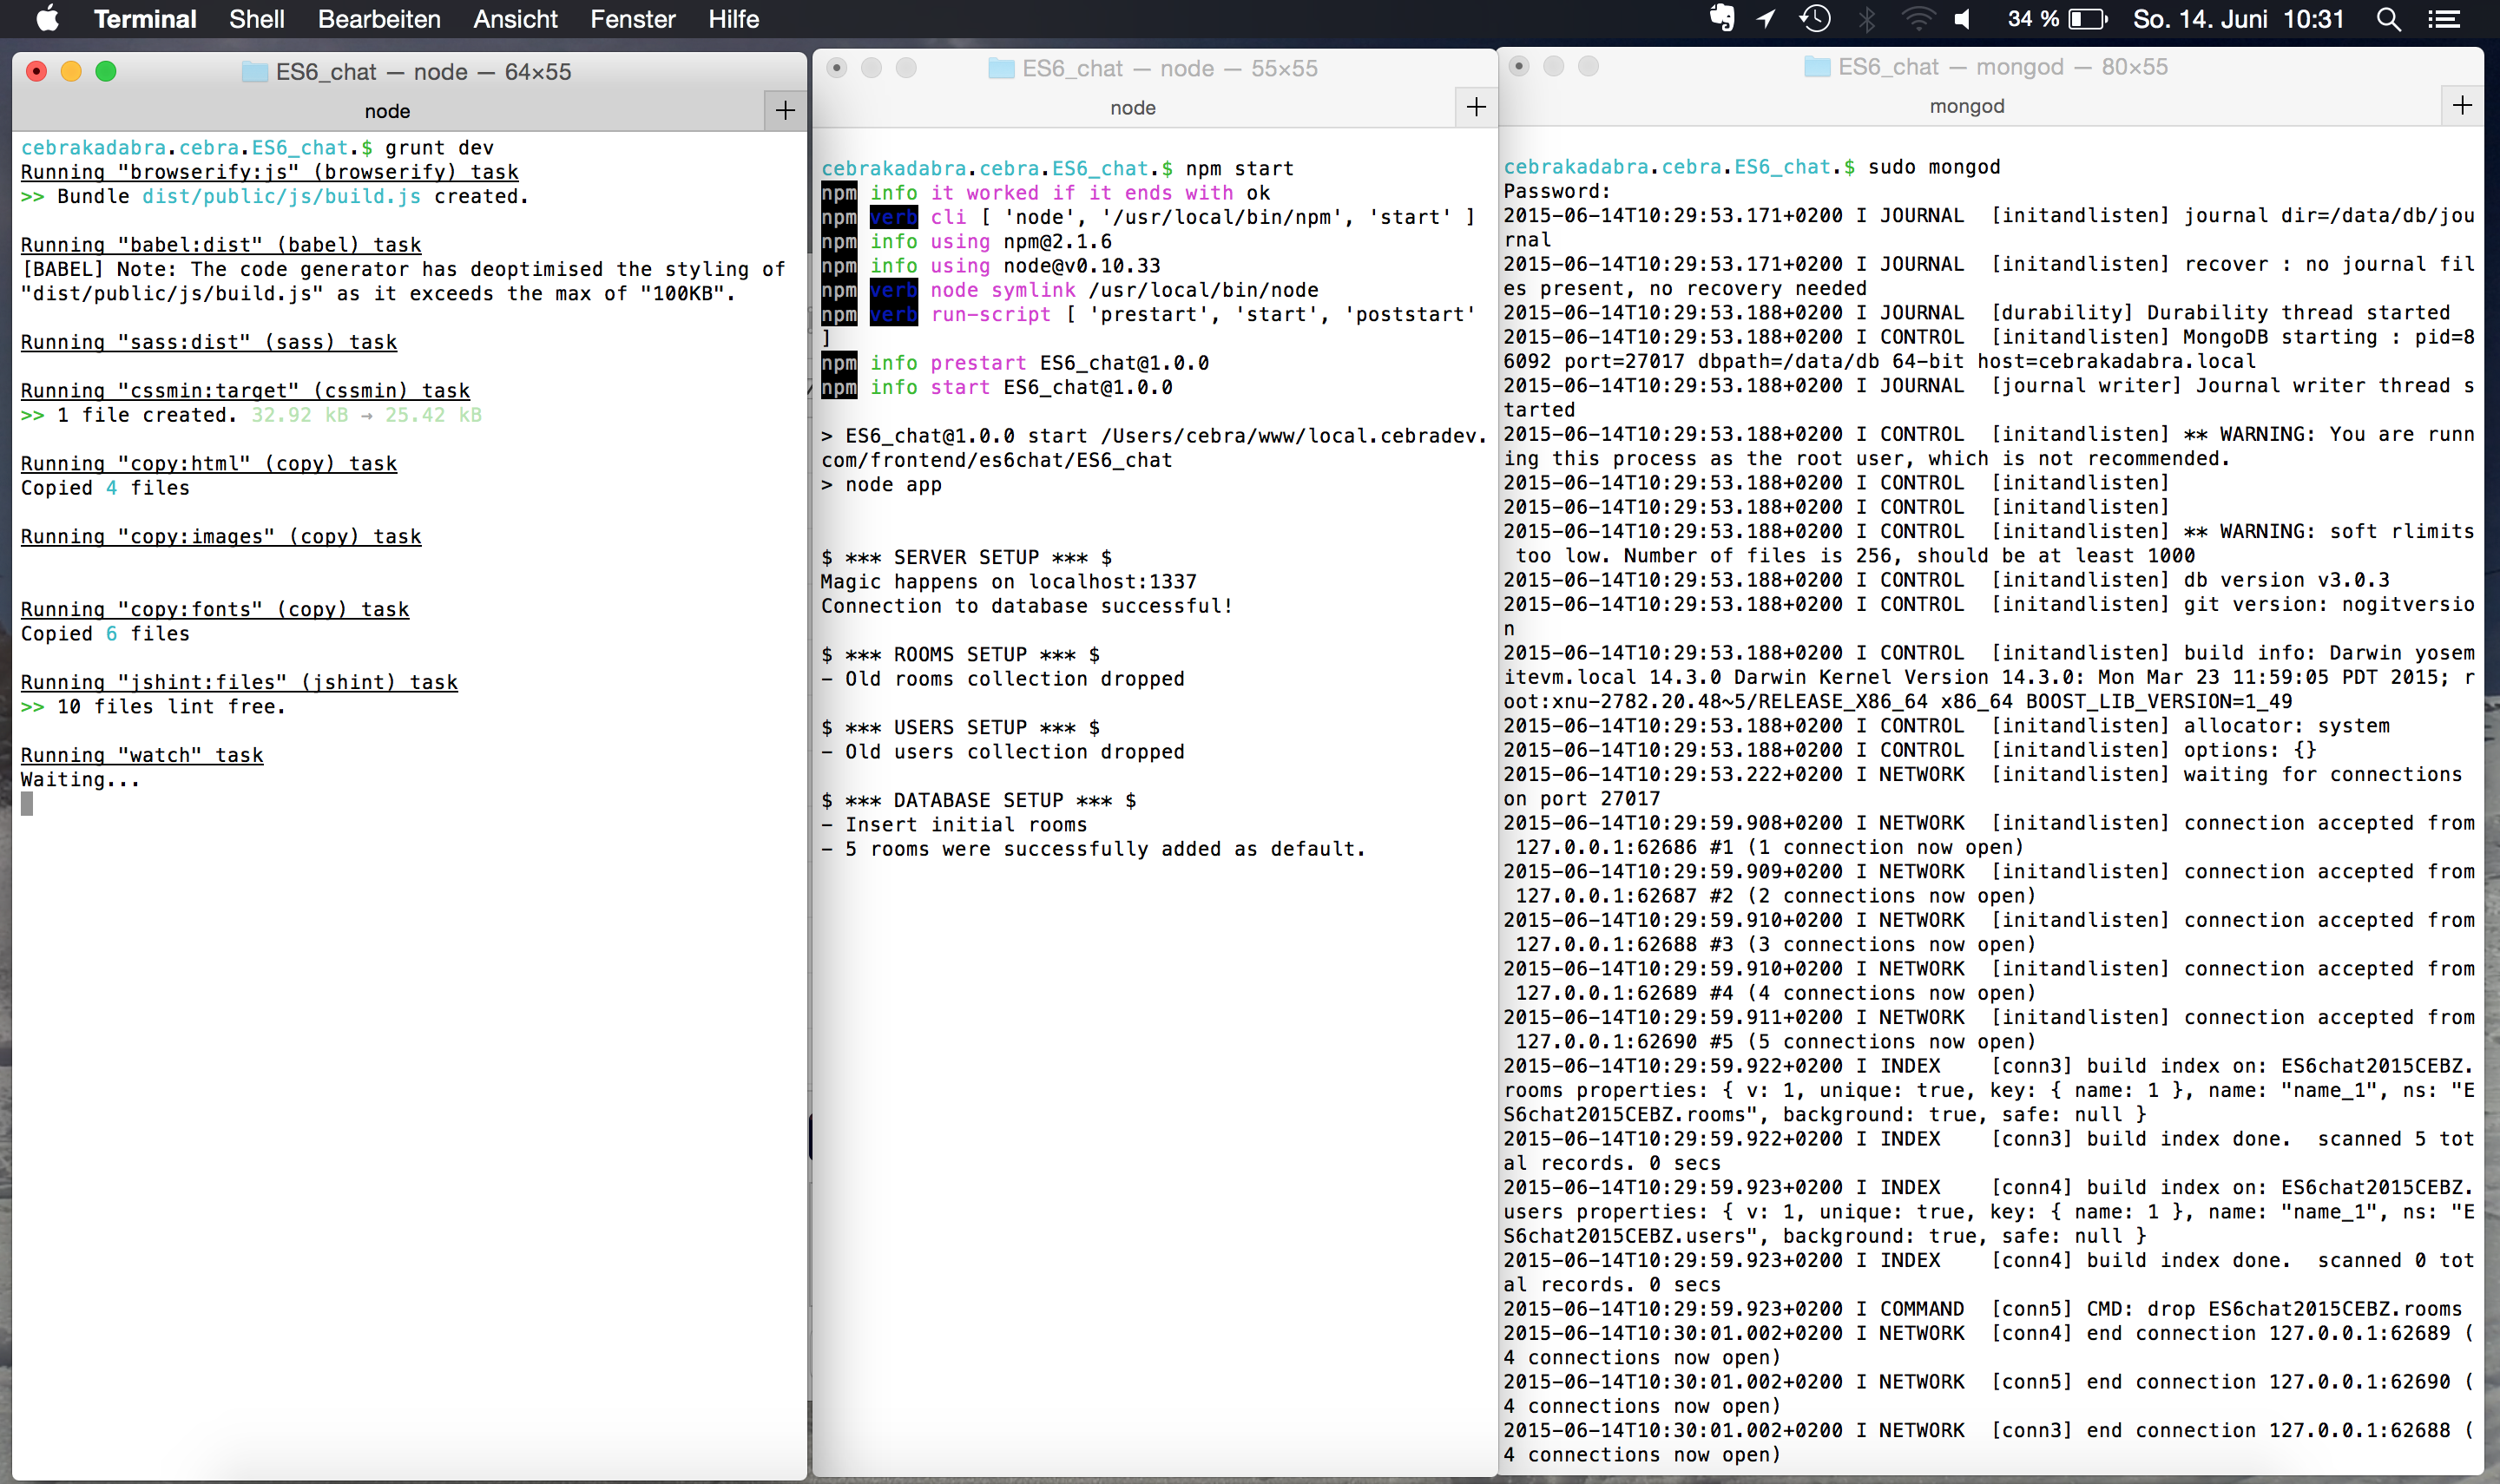 Terminal Shell Bearbeiten Ansicht Fenster Hilfe 34 % So. 14. Juni 10:31
ES6_chat — node — 64×55
node
cebrakadabra.cebra.ES6_chat.$ grunt dev
Running "browserify:js" (browserify) task
>> Bundle dist/public/js/build.js created.
Running "babel:dist" (babel) task
[BABEL] Note: The code generator has deoptimised the styling of
"dist/public/js/build.js" as it exceeds the max of "100KB".
Running "sass:dist" (sass) task
Running "cssmin:target" (cssmin) task
>> 1 file created. 32.92 kB → 25.42 kB
Running "copy:html" (copy) task
Copied 4 files
Running "copy:images" (copy) task
Running "copy:fonts" (copy) task
Copied 6 files
Running "jshint:files" (jshint) task
>> 10 files lint free.
Running "watch" task
Waiting...
ES6_chat — node — 55×55
node
cebrakadabra.cebra.ES6_chat.$ npm start
npm info it worked if it ends with ok
npm verb cli [ 'node', '/usr/local/bin/npm', 'start' ]
npm info using npm@2.1.6
npm info using node@v0.10.33
npm verb node symlink /usr/local/bin/node
npm verb run-script [ 'prestart', 'start', 'poststart'
]
npm info prestart ES6_chat@1.0.0
npm info start ES6_chat@1.0.0
> ES6_chat@1.0.0 start /Users/cebra/www/local.cebradev.
com/frontend/es6chat/ES6_chat
> node app
$ *** SERVER SETUP *** $
Magic happens on localhost:1337
Connection to database successful!
$ *** ROOMS SETUP *** $
- Old rooms collection dropped
$ *** USERS SETUP *** $
- Old users collection dropped
$ *** DATABASE SETUP *** $
- Insert initial rooms
- 5 rooms were successfully added as default.
ES6_chat — mongod — 80×55
mongod
cebrakadabra.cebra.ES6_chat.$ sudo mongod
Password:
2015-06-14T10:29:53.171+0200 I JOURNAL  [initandlisten] journal dir=/data/db/jou
rnal
2015-06-14T10:29:53.171+0200 I JOURNAL  [initandlisten] recover : no journal fil
es present, no recovery needed
2015-06-14T10:29:53.188+0200 I JOURNAL  [durability] Durability thread started
2015-06-14T10:29:53.188+0200 I CONTROL  [initandlisten] MongoDB starting : pid=8
6092 port=27017 dbpath=/data/db 64-bit host=cebrakadabra.local
2015-06-14T10:29:53.188+0200 I JOURNAL  [journal writer] Journal writer thread s
tarted
2015-06-14T10:29:53.188+0200 I CONTROL  [initandlisten] ** WARNING: You are runn
ing this process as the root user, which is not recommended.
2015-06-14T10:29:53.188+0200 I CONTROL  [initandlisten]
2015-06-14T10:29:53.188+0200 I CONTROL  [initandlisten]
2015-06-14T10:29:53.188+0200 I CONTROL  [initandlisten] ** WARNING: soft rlimits
 too low. Number of files is 256, should be at least 1000
2015-06-14T10:29:53.188+0200 I CONTROL  [initandlisten] db version v3.0.3
2015-06-14T10:29:53.188+0200 I CONTROL  [initandlisten] git version: nogitversio
n
2015-06-14T10:29:53.188+0200 I CONTROL  [initandlisten] build info: Darwin yosem
itevm.local 14.3.0 Darwin Kernel Version 14.3.0: Mon Mar 23 11:59:05 PDT 2015; r
oot:xnu-2782.20.48~5/RELEASE_X86_64 x86_64 BOOST_LIB_VERSION=1_49
2015-06-14T10:29:53.188+0200 I CONTROL  [initandlisten] allocator: system
2015-06-14T10:29:53.188+0200 I CONTROL  [initandlisten] options: {}
2015-06-14T10:29:53.222+0200 I NETWORK  [initandlisten] waiting for connections
on port 27017
2015-06-14T10:29:59.908+0200 I NETWORK  [initandlisten] connection accepted from
 127.0.0.1:62686 #1 (1 connection now open)
2015-06-14T10:29:59.909+0200 I NETWORK  [initandlisten] connection accepted from
 127.0.0.1:62687 #2 (2 connections now open)
2015-06-14T10:29:59.910+0200 I NETWORK  [initandlisten] connection accepted from
 127.0.0.1:62688 #3 (3 connections now open)
2015-06-14T10:29:59.910+0200 I NETWORK  [initandlisten] connection accepted from
 127.0.0.1:62689 #4 (4 connections now open)
2015-06-14T10:29:59.911+0200 I NETWORK  [initandlisten] connection accepted from
 127.0.0.1:62690 #5 (5 connections now open)
2015-06-14T10:29:59.922+0200 I INDEX    [conn3] build index on: ES6chat2015CEBZ.
rooms properties: { v: 1, unique: true, key: { name: 1 }, name: "name_1", ns: "E
S6chat2015CEBZ.rooms", background: true, safe: null }
2015-06-14T10:29:59.922+0200 I INDEX    [conn3] build index done.  scanned 5 tot
al records. 0 secs
2015-06-14T10:29:59.923+0200 I INDEX    [conn4] build index on: ES6chat2015CEBZ.
users properties: { v: 1, unique: true, key: { name: 1 }, name: "name_1", ns: "E
S6chat2015CEBZ.users", background: true, safe: null }
2015-06-14T10:29:59.923+0200 I INDEX    [conn4] build index done.  scanned 0 tot
al records. 0 secs
2015-06-14T10:29:59.923+0200 I COMMAND  [conn5] CMD: drop ES6chat2015CEBZ.rooms
2015-06-14T10:30:01.002+0200 I NETWORK  [conn4] end connection 127.0.0.1:62689 (
4 connections now open)
2015-06-14T10:30:01.002+0200 I NETWORK  [conn5] end connection 127.0.0.1:62690 (
4 connections now open)
2015-06-14T10:30:01.002+0200 I NETWORK  [conn3] end connection 127.0.0.1:62688 (
4 connections now open)